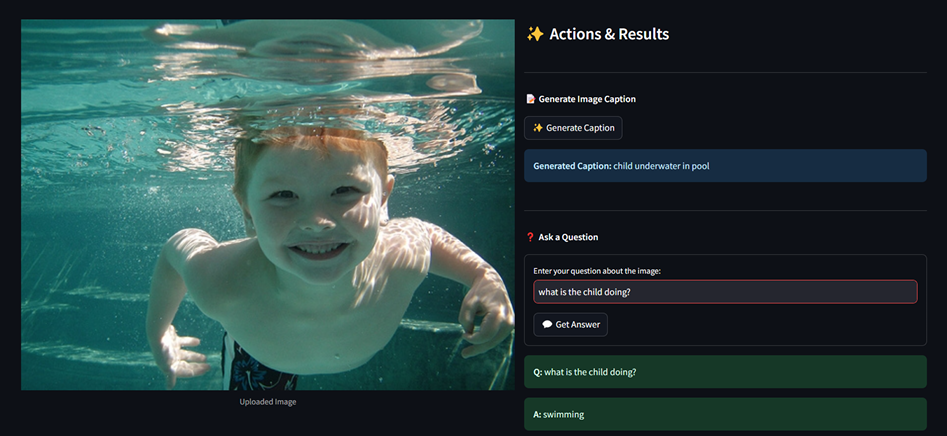 ✨ Actions & Results
📝 Generate Image Caption
✨ Generate Caption
Generated Caption: child underwater in pool
❓ Ask a Question
Enter your question about the image:
what is the child doing?
💬 Get Answer
Q: what is the child doing?
A: swimming
Uploaded Image